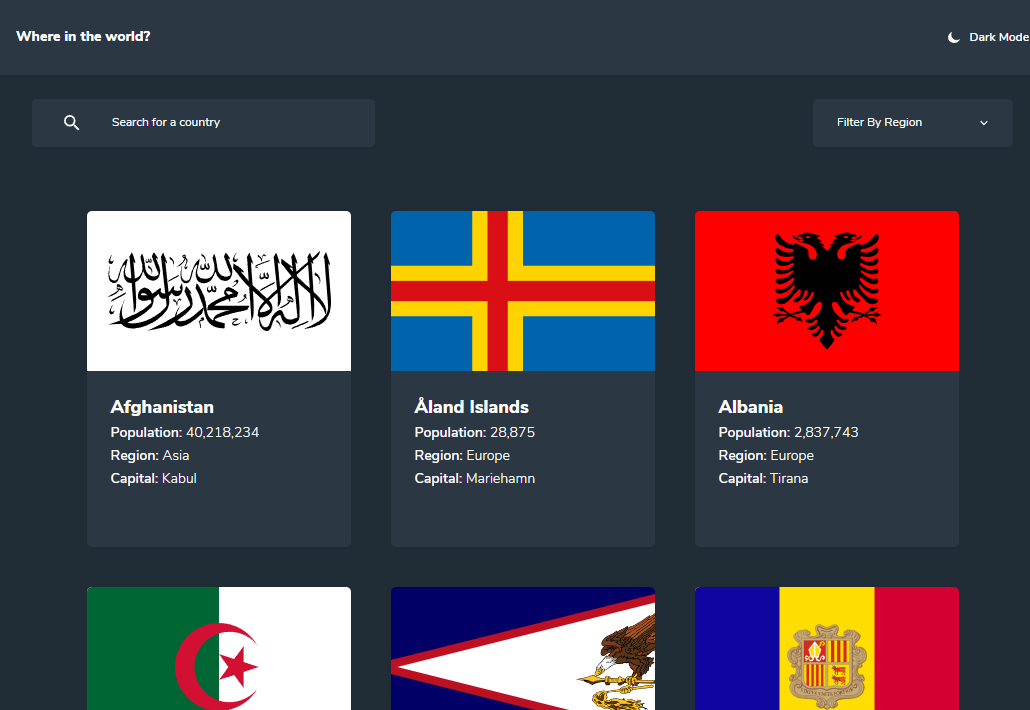 Where in the world?
Dark Mode
Search for a country
Filter By Region
لا إله إلا الله محمد رسول الله
Afghanistan
Population: 40,218,234
Region: Asia
Capital: Kabul
Åland Islands
Population: 28,875
Region: Europe
Capital: Mariehamn
Albania
Population: 2,837,743
Region: Europe
Capital: Tirana